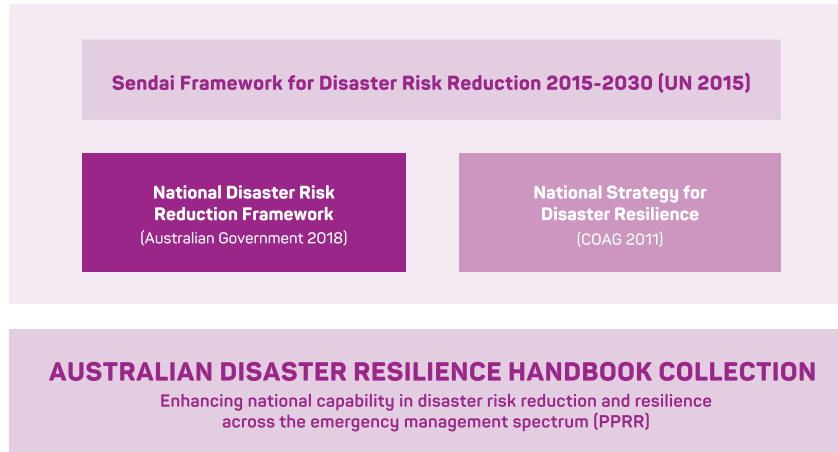 Sendai Framework for Disaster Risk Reduction 2015-2030 (UN 2015)
National Disaster Risk
Reduction Framework
(Australian Government 2018)
National Strategy for
Disaster Resilience
(COAG 2011)
AUSTRALIAN DISASTER RESILIENCE HANDBOOK COLLECTION
Enhancing national capability in disaster risk reduction and resilience
across the emergency management spectrum (PPRR)